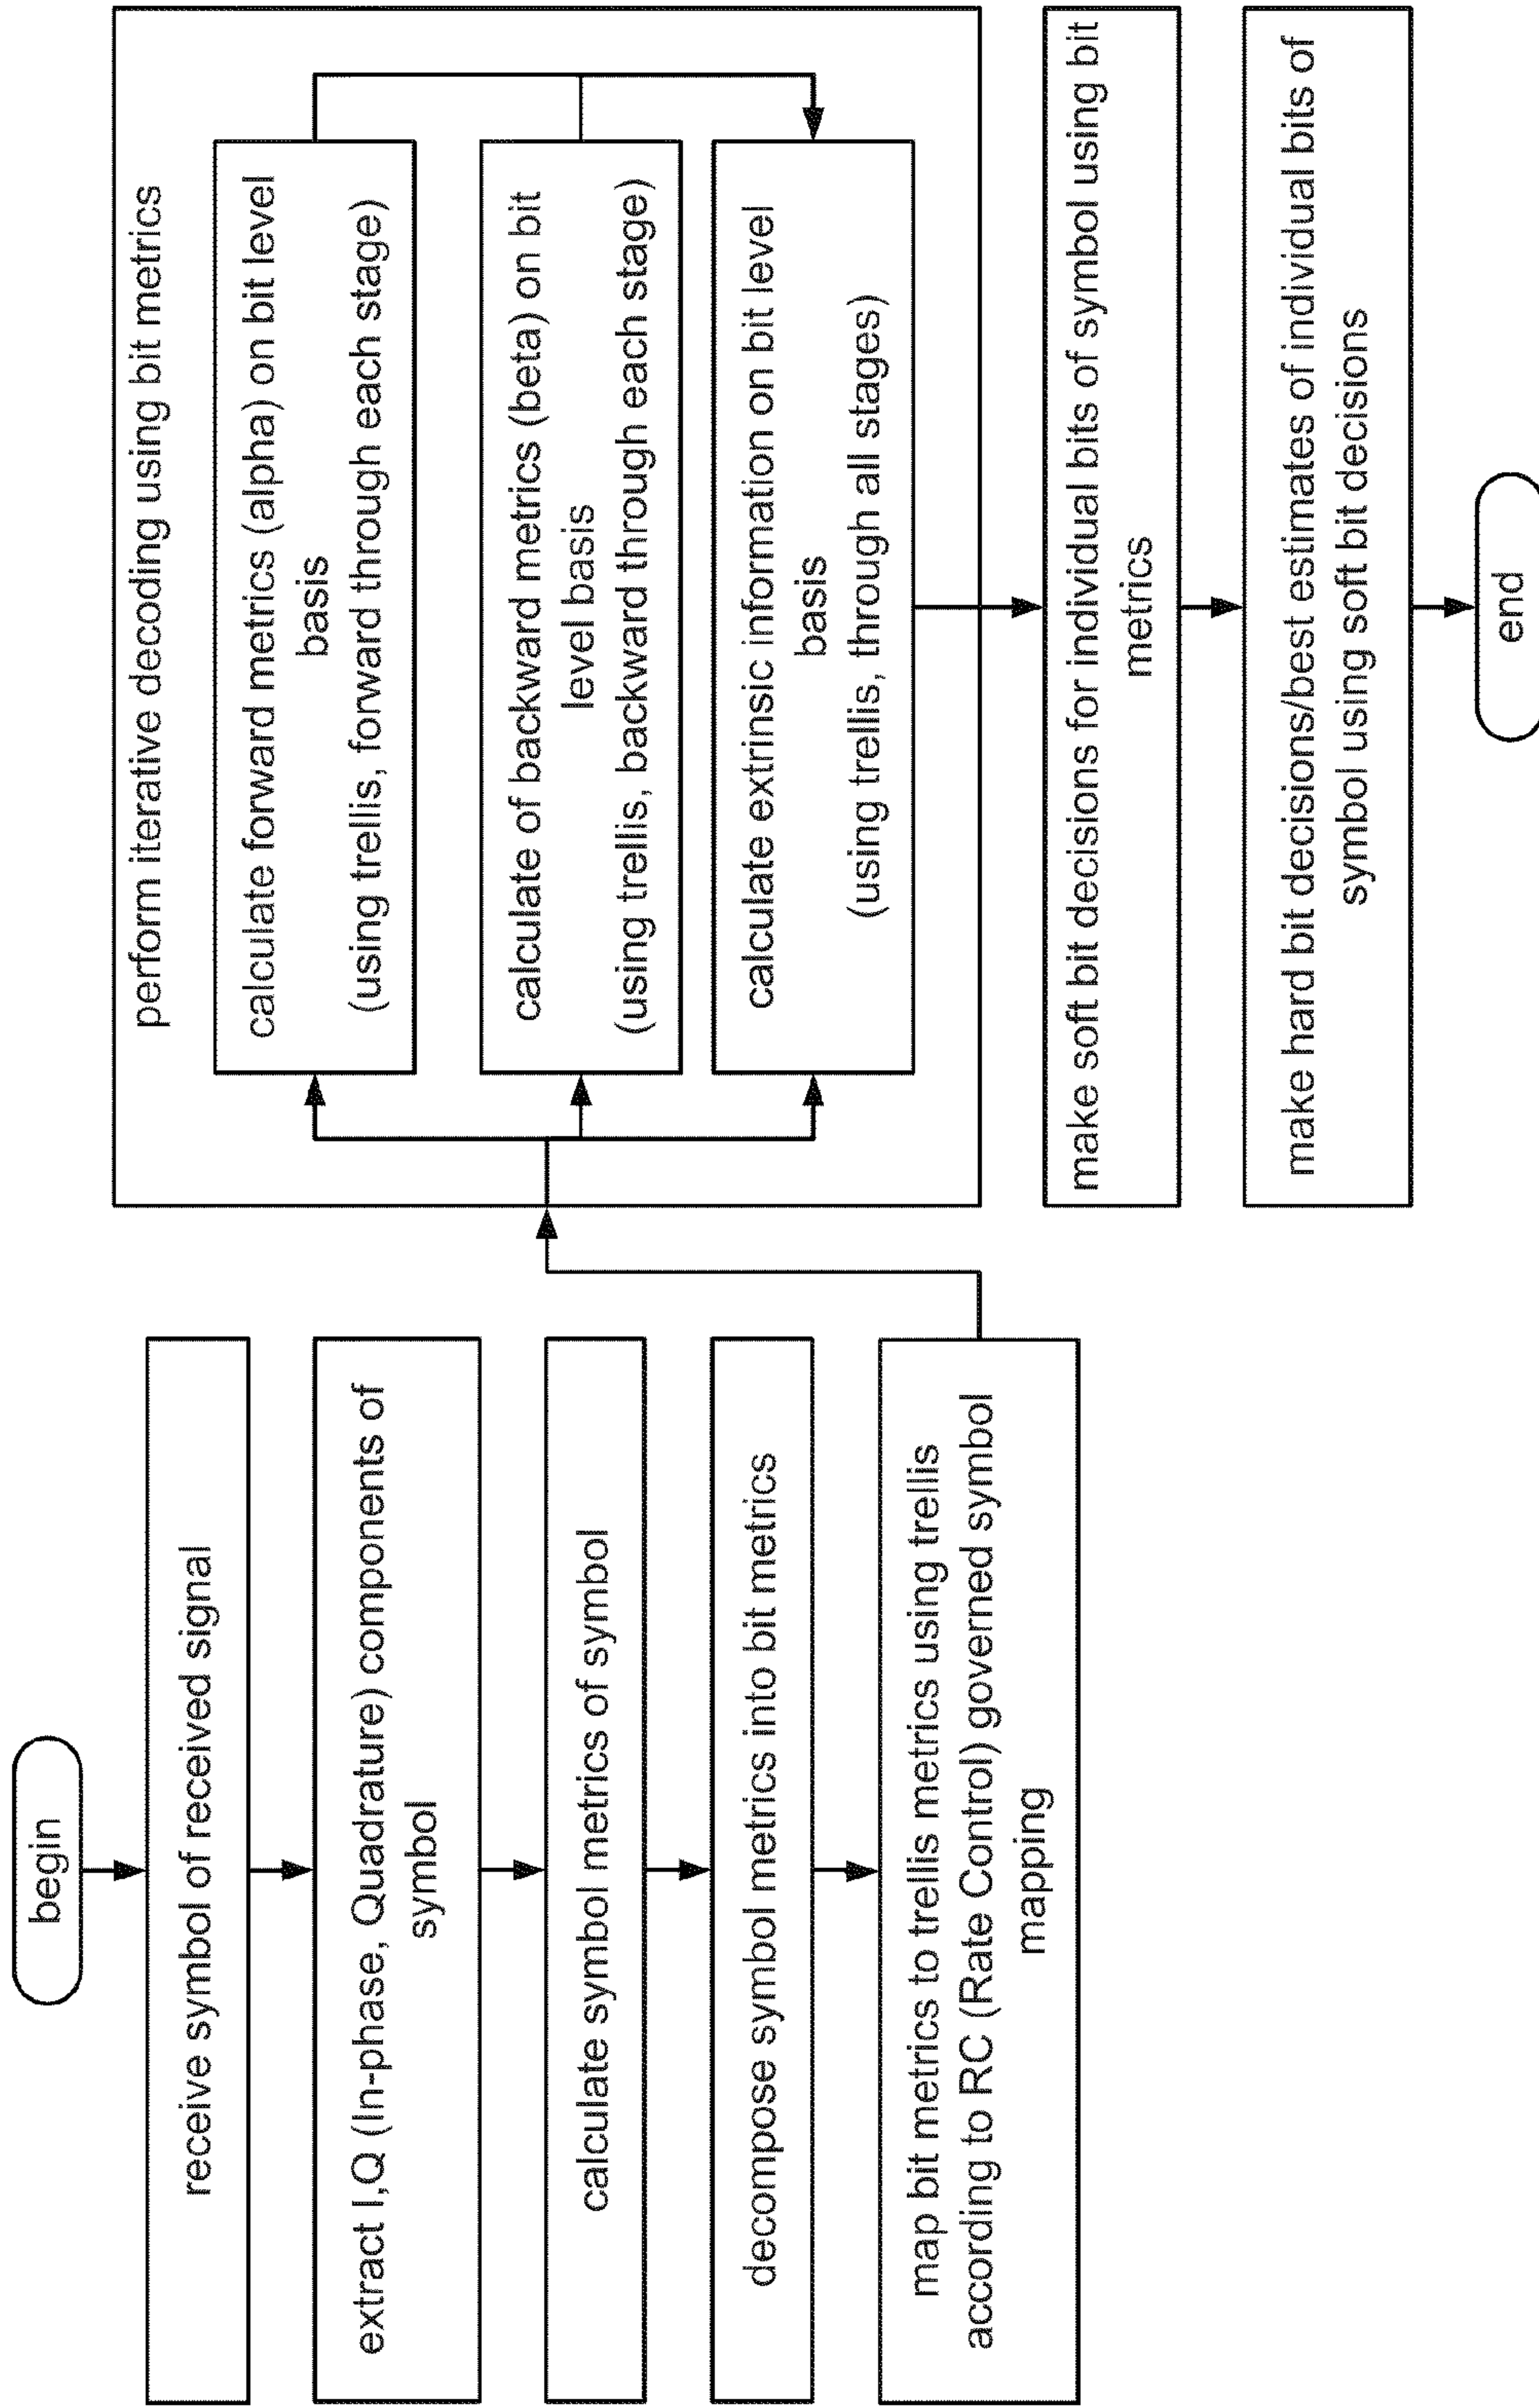 begin
receive symbol of received signal
extract I,Q (In-phase, Quadrature) components of
symbol
calculate symbol metrics of symbol
decompose symbol metrics into bit metrics
map bit metrics to trellis metrics using trellis
according to RC (Rate Control) governed symbol
mapping
perform iterative decoding using bit metrics
calculate forward metrics (alpha) on bit level
basis
(using trellis, forward through each stage)
calculate of backward metrics (beta) on bit
level basis
(using trellis, backward through each stage)
calculate extrinsic information on bit level
basis
(using trellis, through all stages)
make soft bit decisions for individual bits of symbol using bit
metrics
make hard bit decisions/best estimates of individual bits of
symbol using soft bit decisions
end